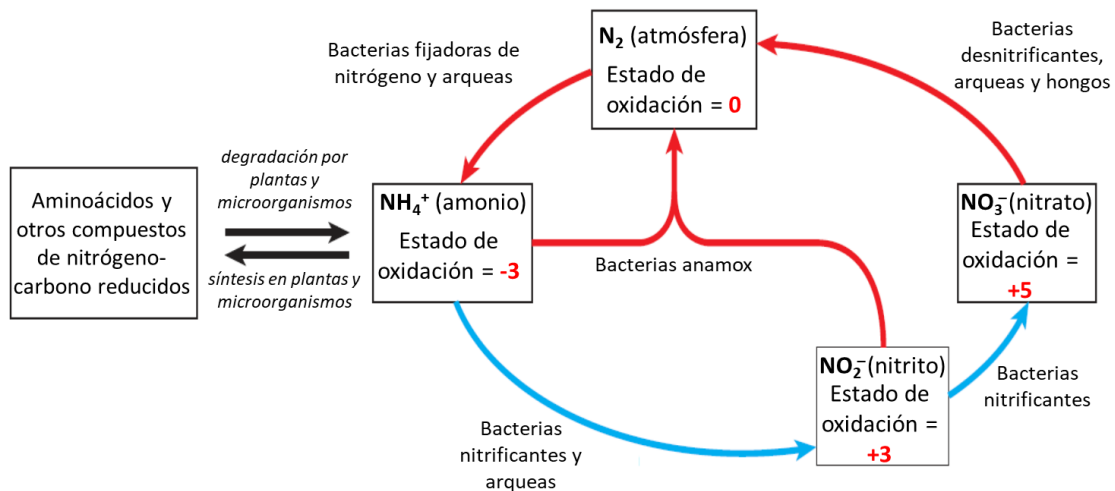 N₂ (atmósfera)
Estado de
oxidación = 0
Bacterias fijadoras de
nitrógeno y arqueas
Bacterias
desnitrificantes,
arqueas y hongos
Aminoácidos y
otros compuestos
de nitrógeno-
carbono reducidos
degradación por
plantas y
microorganismos
síntesis en plantas y
microorganismos
NH₄⁺ (amonio)
Estado de
oxidación = -3
Bacterias anamox
NO₃⁻(nitrato)
Estado de
oxidación =
+5
NO₂⁻(nitrito)
Estado de
oxidación =
+3
Bacterias
nitrificantes
Bacterias
nitrificantes y
arqueas